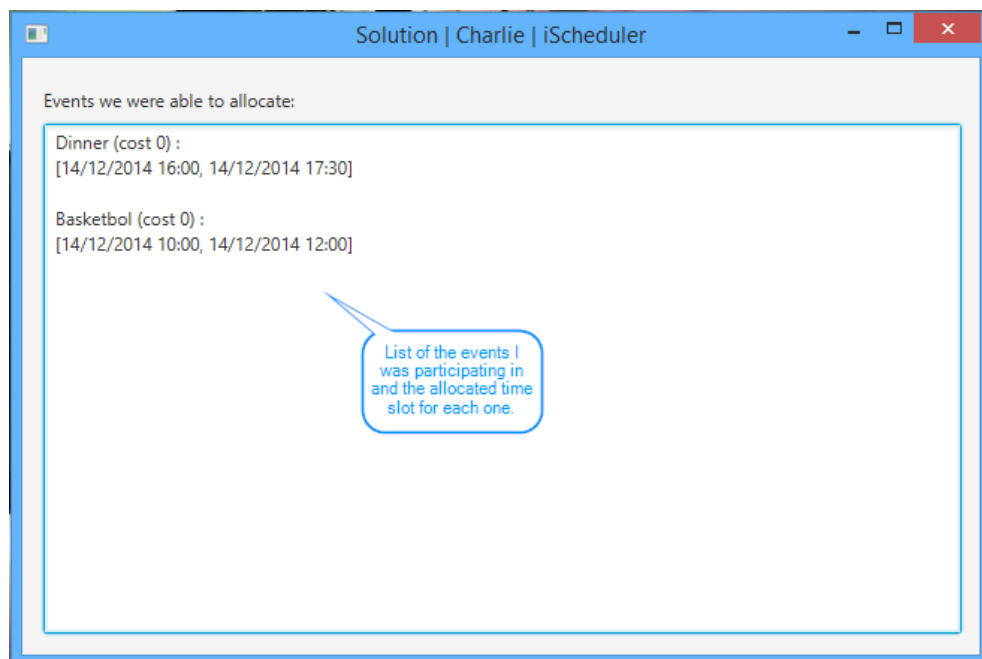 Solution | Charlie | iScheduler
Events we were able to allocate:
Dinner (cost 0) :
[14/12/2014 16:00, 14/12/2014 17:30]
Basketbol (cost 0) :
[14/12/2014 10:00, 14/12/2014 12:00]
List of the events I
was participating in
and the allocated time
slot for each one.